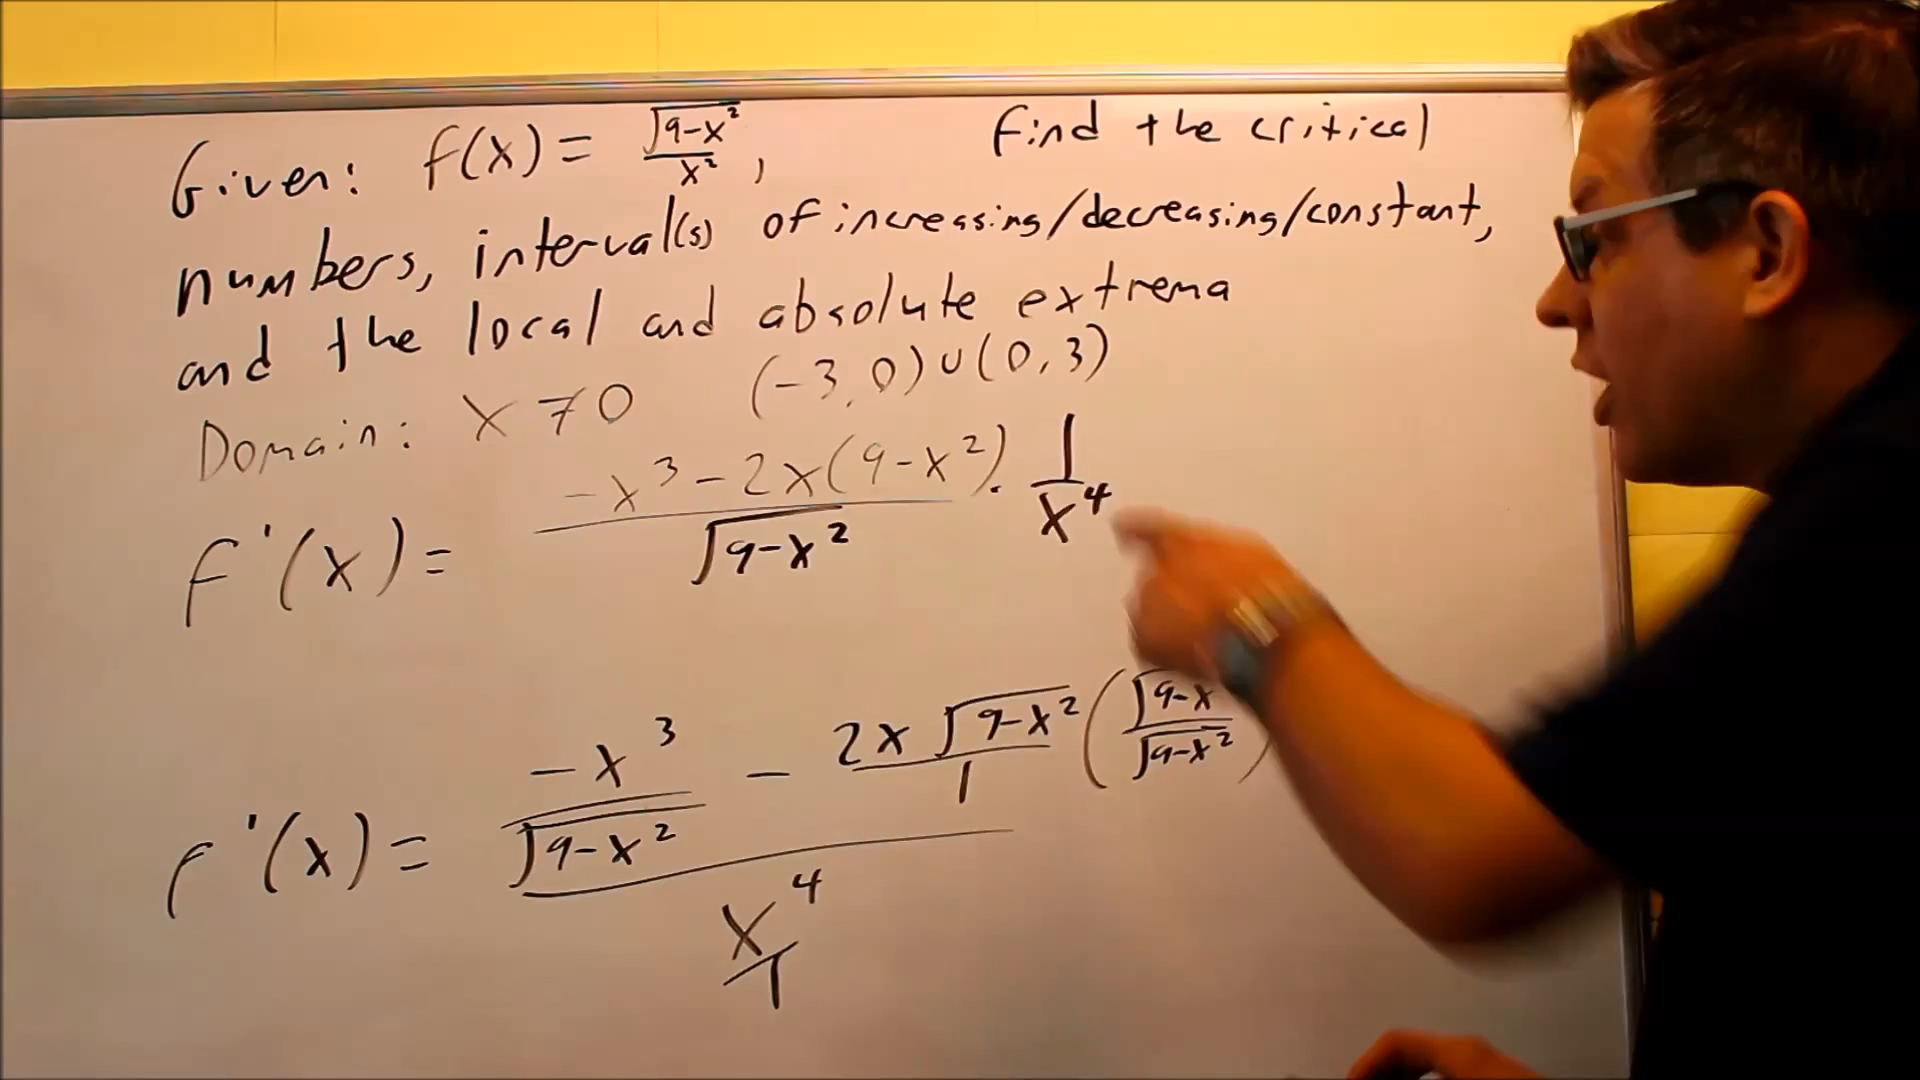 Given: f(x) = √(9-x²)/x², Find the critical
numbers, interval(s) of increasing/decreasing/constant,
and the local and absolute extrema
Domain: x ≠ 0 (-3,0)∪(0,3)
f'(x) = (-x³-2x(9-x²))/√(9-x²) · 1/x⁴
f'(x) = (-x³/√(9-x²) - 2x√(9-x²)/1 (√(9-x/√(9-x²)))/(x⁴/1)